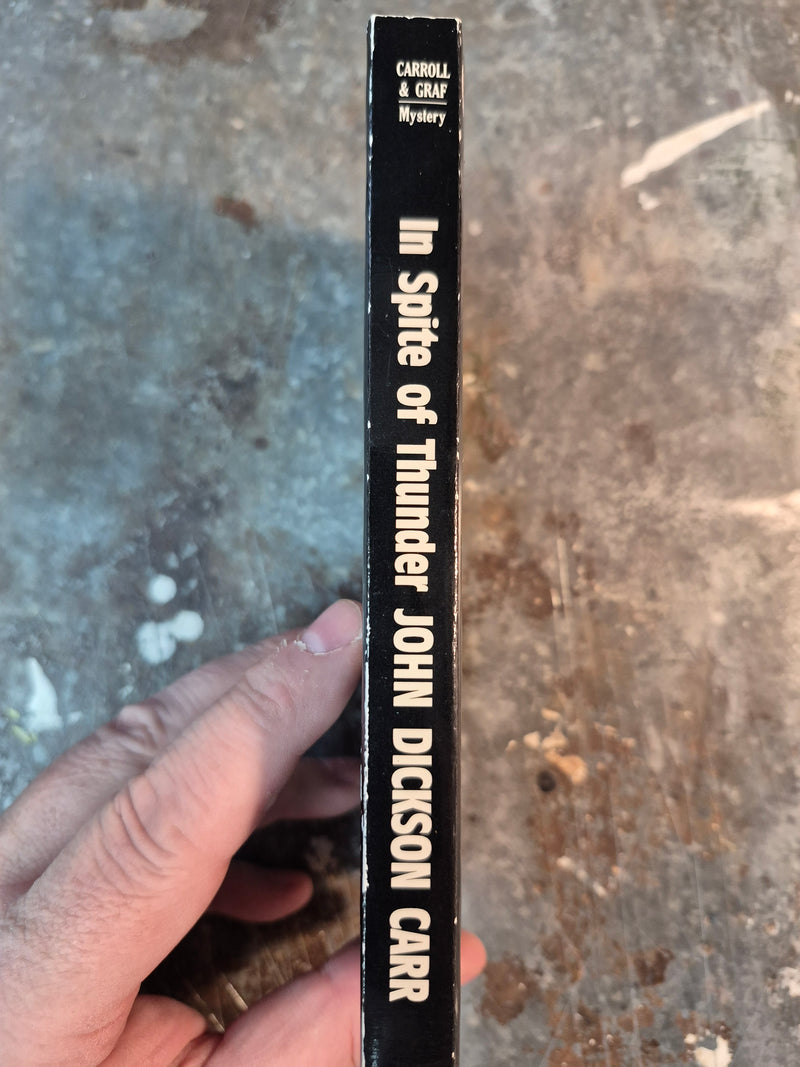 CARROLL
& GRAF
Mystery
In Spite of Thunder JOHN DICKSON CARR